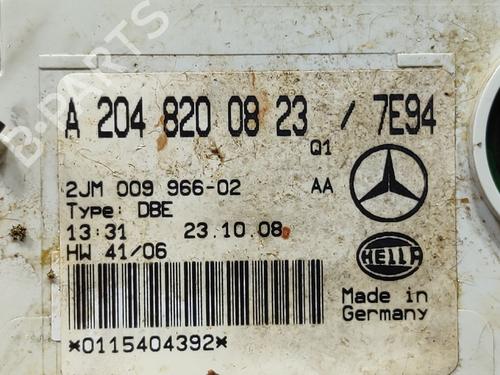 A 204 820 08 23 / 7E94
Q1
2JM 009 966-02 AA
Type: DBE
13:31 23.10.08
HW 41/06
HELLA
Made in
Germany
*0115404392*
B-PARTS